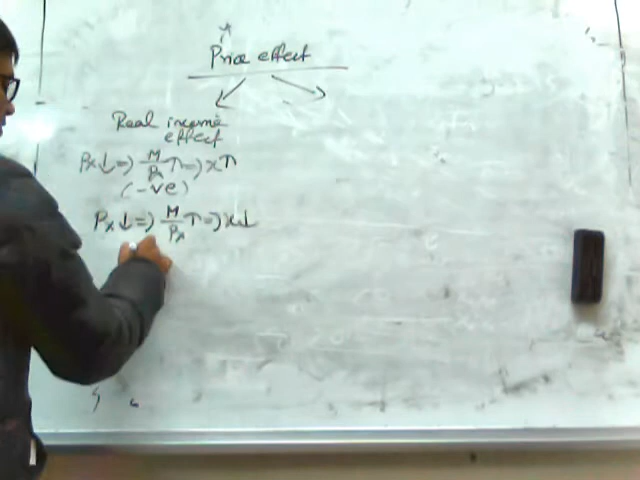 Price effect
Real income
effect
Px↓ => M/Px ↑ => x↑
(-ve)
Px↓ => M/Px ↑ => x↓